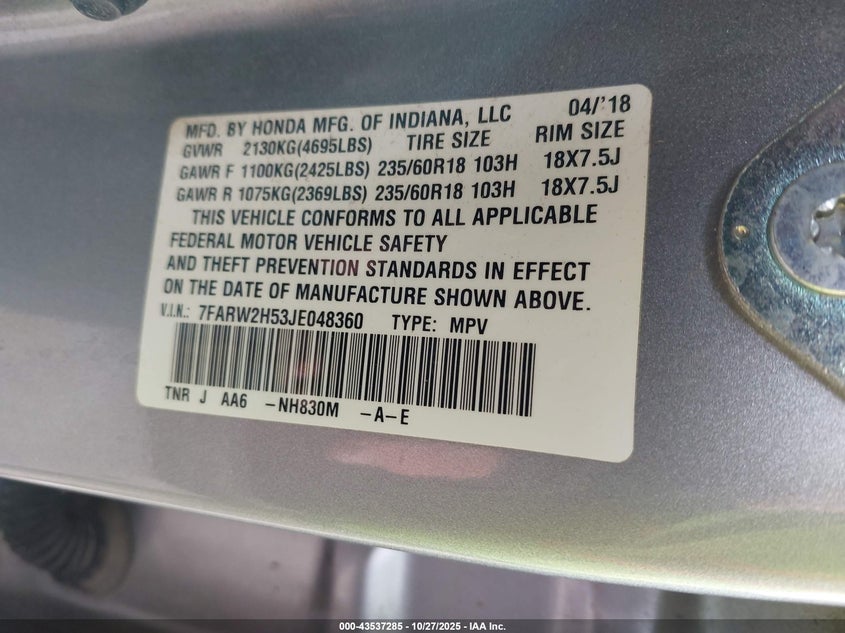 MFD. BY HONDA MFG. OF INDIANA, LLC 04/'18
GVWR 2130KG(4695LBS) TIRE SIZE RIM SIZE
GAWR F 1100KG(2425LBS) 235/60R18 103H 18X7.5J
GAWR R 1075KG(2369LBS) 235/60R18 103H 18X7.5J
THIS VEHICLE CONFORMS TO ALL APPLICABLE
FEDERAL MOTOR VEHICLE SAFETY
AND THEFT PREVENTION STANDARDS IN EFFECT
ON THE DATE OF MANUFACTURE SHOWN ABOVE.
V.I.N.: 7FARW2H53JE048360 TYPE: MPV
TNR J AA6 -NH830M -A-E
000-43537285 - 10/27/2025 - IAA Inc.